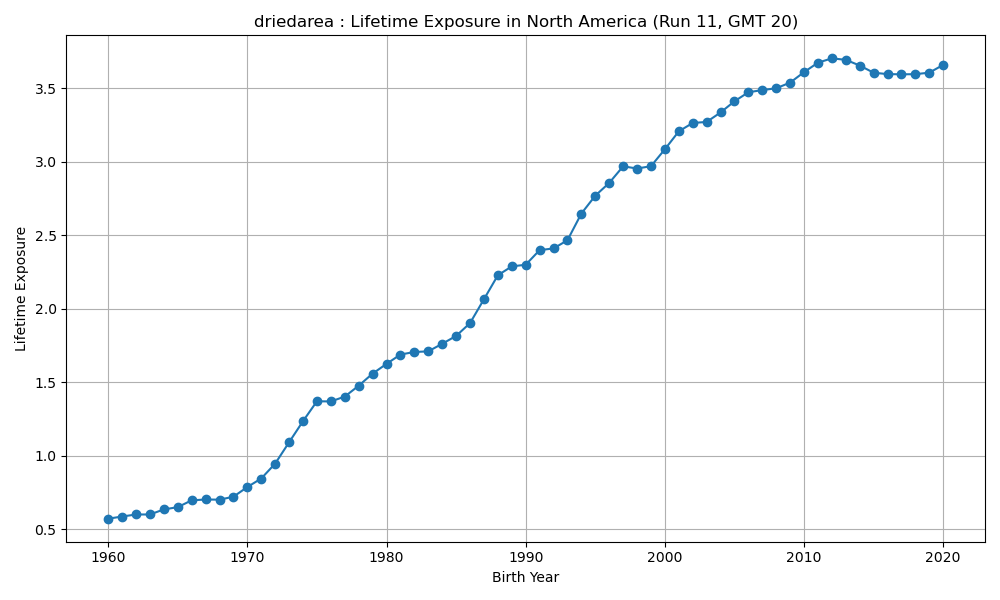 driedarea : Lifetime Exposure in North America (Run 11, GMT 20)
3.5
3.0
2.5
2.0
1.5
1.0
0.5
Lifetime Exposure
1960 1970 1980 1990 2000 2010 2020
Birth Year